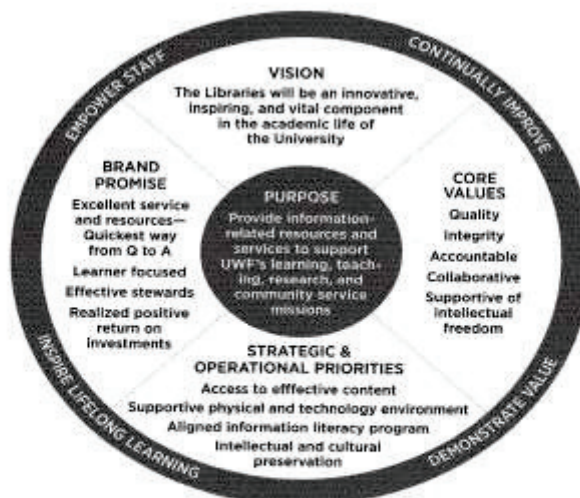 EMPOWER STAFF
CONTINUALLY IMPROVE
VISION
The Libraries will be an innovative,
inspiring, and vital component
in the academic life of
the University
BRAND
PROMISE
Excellent service
and resources—
Quickest way
from Q to A
Learner focused
Effective stewards
Realized positive
return on
investments
PURPOSE
Provide information-
related resources and
services to support
UWF's learning, teach-
ing, research, and
community service
missions
CORE
VALUES
Quality
Integrity
Accountable
Collaborative
Supportive of
intellectual
freedom
STRATEGIC &
OPERATIONAL PRIORITIES
Access to efffective content
Supportive physical and technology environment
Aligned information literacy program
Intellectual and cultural
preservation
INSPIRE LIFELONG LEARNING
DEMONSTRATE VALUE